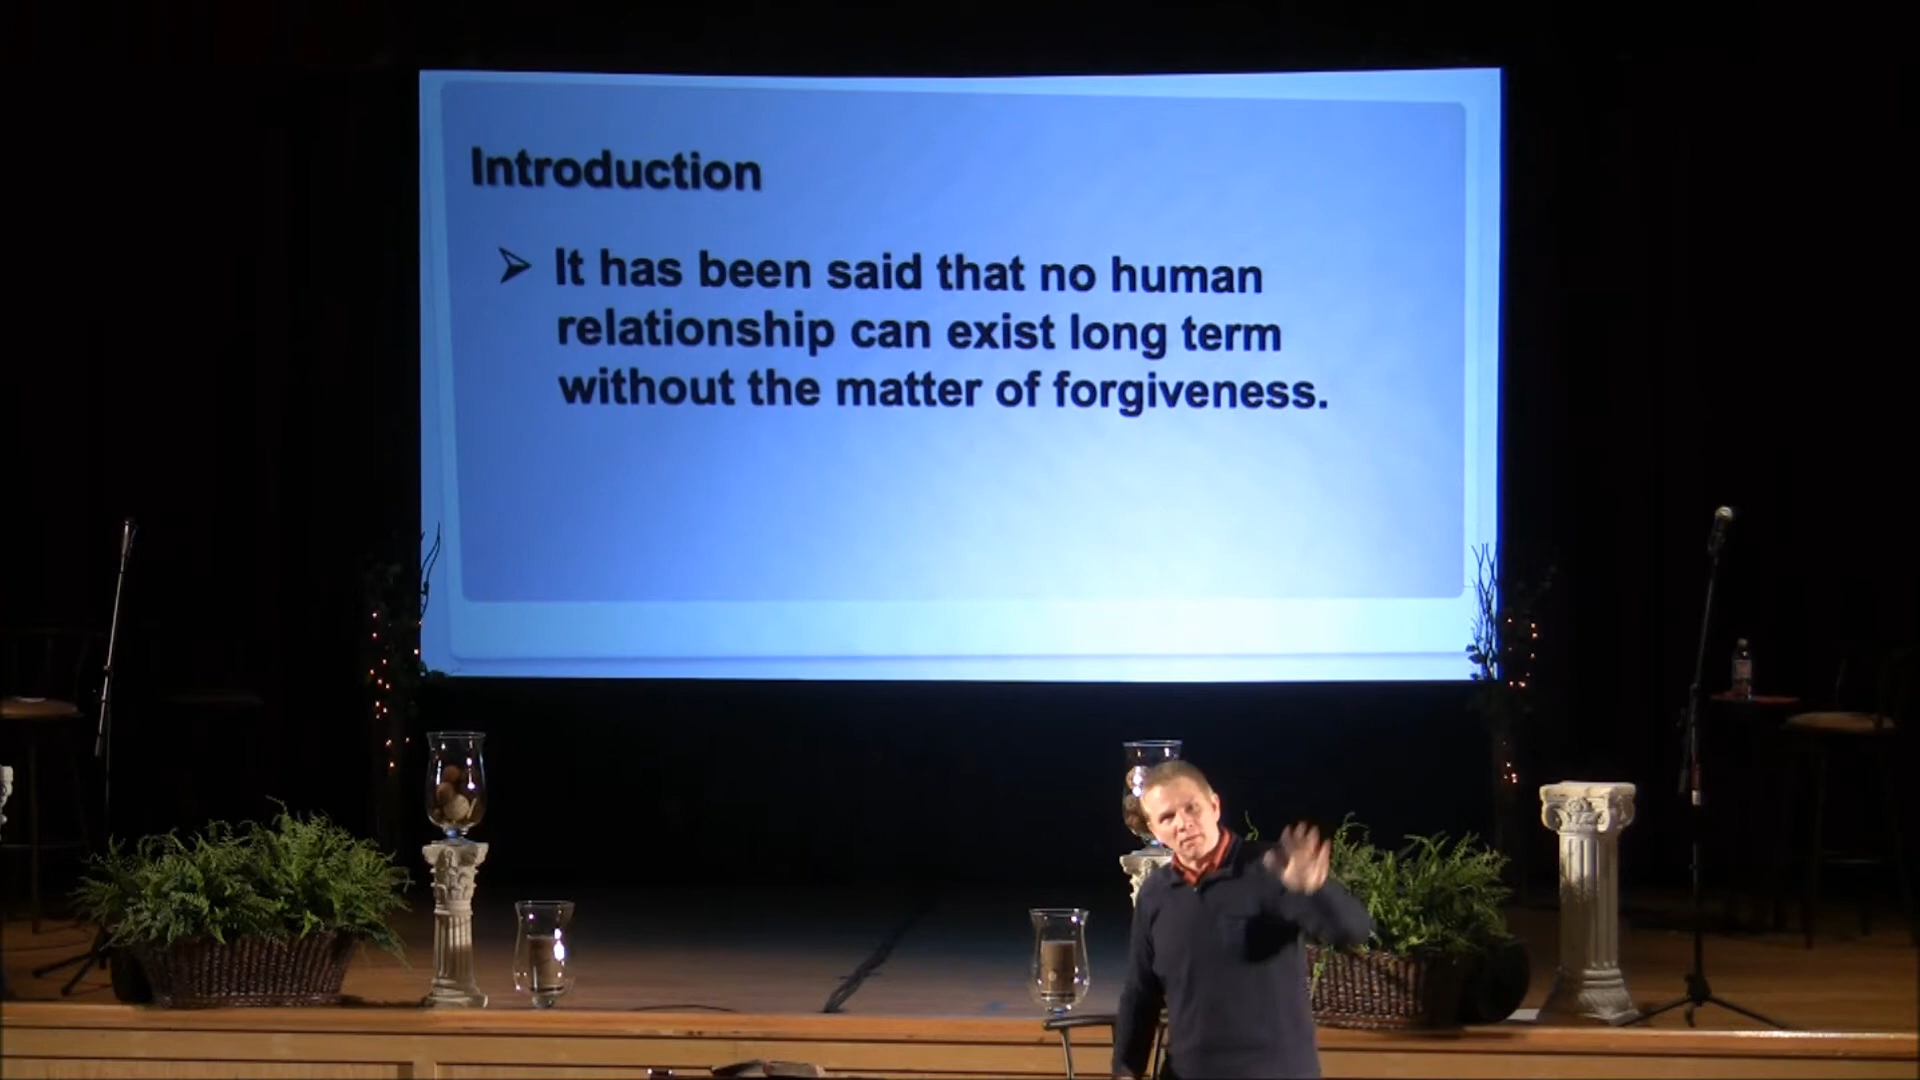 Introduction
➢ It has been said that no human
relationship can exist long term
without the matter of forgiveness.